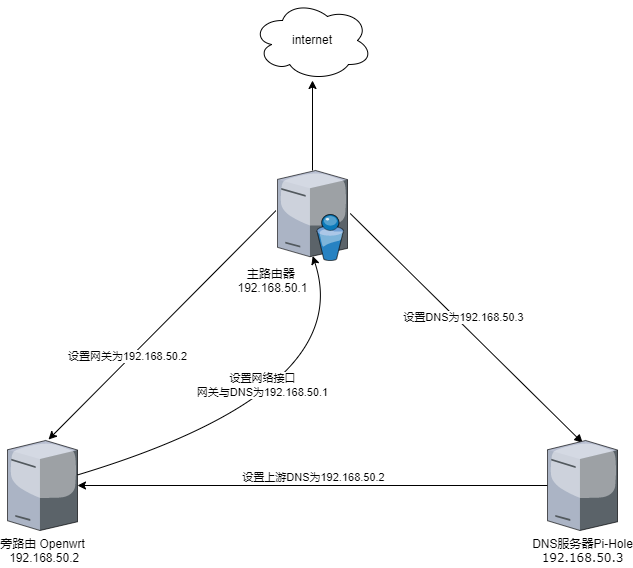 internet
主路由器
192.168.50.1
设置DNS为192.168.50.3
设置网关为192.168.50.2
设置网络接口
网关与DNS为192.168.50.1
设置上游DNS为192.168.50.2
旁路由 Openwrt
192.168.50.2
DNS服务器Pi-Hole
192.168.50.3